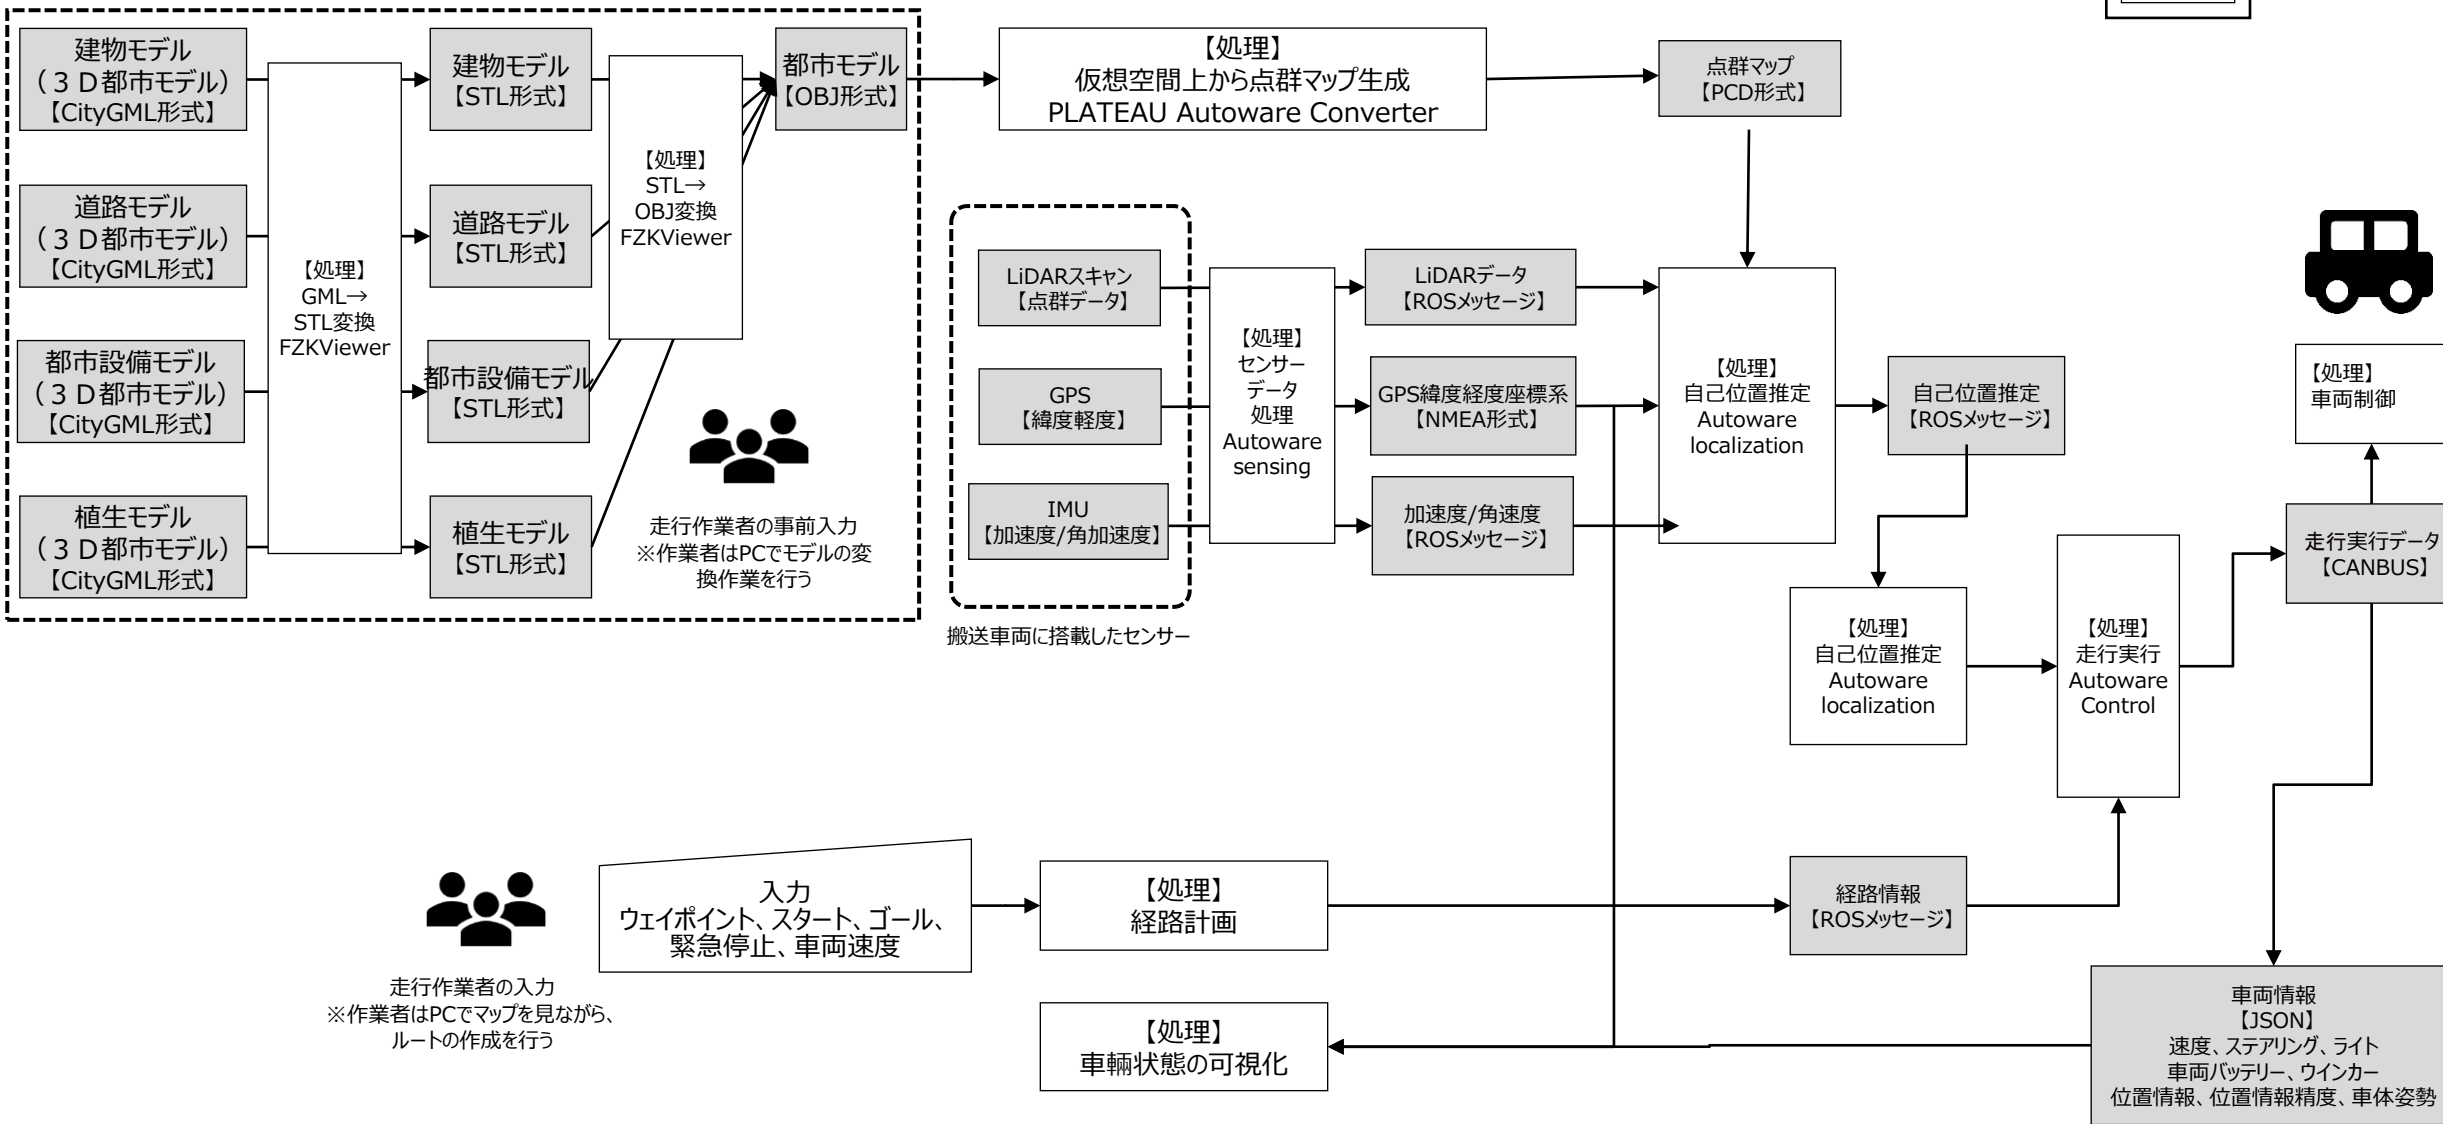 建物モデル
（３Ｄ都市モデル）
【CityGML形式】
道路モデル
（３Ｄ都市モデル）
【CityGML形式】
都市設備モデル
（３Ｄ都市モデル）
【CityGML形式】
植生モデル
（３Ｄ都市モデル）
【CityGML形式】
【処理】
GML→
STL変換
FZKViewer
建物モデル
【STL形式】
道路モデル
【STL形式】
都市設備モデル
【STL形式】
植生モデル
【STL形式】
【処理】
STL→
OBJ変換
FZKViewer
都市モデル
【OBJ形式】
走行作業者の事前入力
※作業者はPCでモデルの変
換作業を行う
【処理】
仮想空間上から点群マップ生成
PLATEAU Autoware Converter
点群マップ
【PCD形式】
LiDARスキャン
【点群データ】
GPS
【緯度軽度】
IMU
【加速度/角加速度】
搬送車両に搭載したセンサー
【処理】
センサー
データ
処理
Autoware
sensing
LiDARデータ
【ROSメッセージ】
GPS緯度経度座標系
【NMEA形式】
加速度/角速度
【ROSメッセージ】
【処理】
自己位置推定
Autoware
localization
自己位置推定
【ROSメッセージ】
【処理】
自己位置推定
Autoware
localization
【処理】
走行実行
Autoware
Control
【処理】
車両制御
走行実行データ
【CANBUS】
走行作業者の入力
※作業者はPCでマップを見ながら、
ルートの作成を行う
入力
ウェイポイント、スタート、ゴール、
緊急停止、車両速度
【処理】
経路計画
経路情報
【ROSメッセージ】
【処理】
車輌状態の可視化
車両情報
【JSON】
速度、ステアリング、ライト
車両バッテリー、ウインカー
位置情報、位置情報精度、車体姿勢